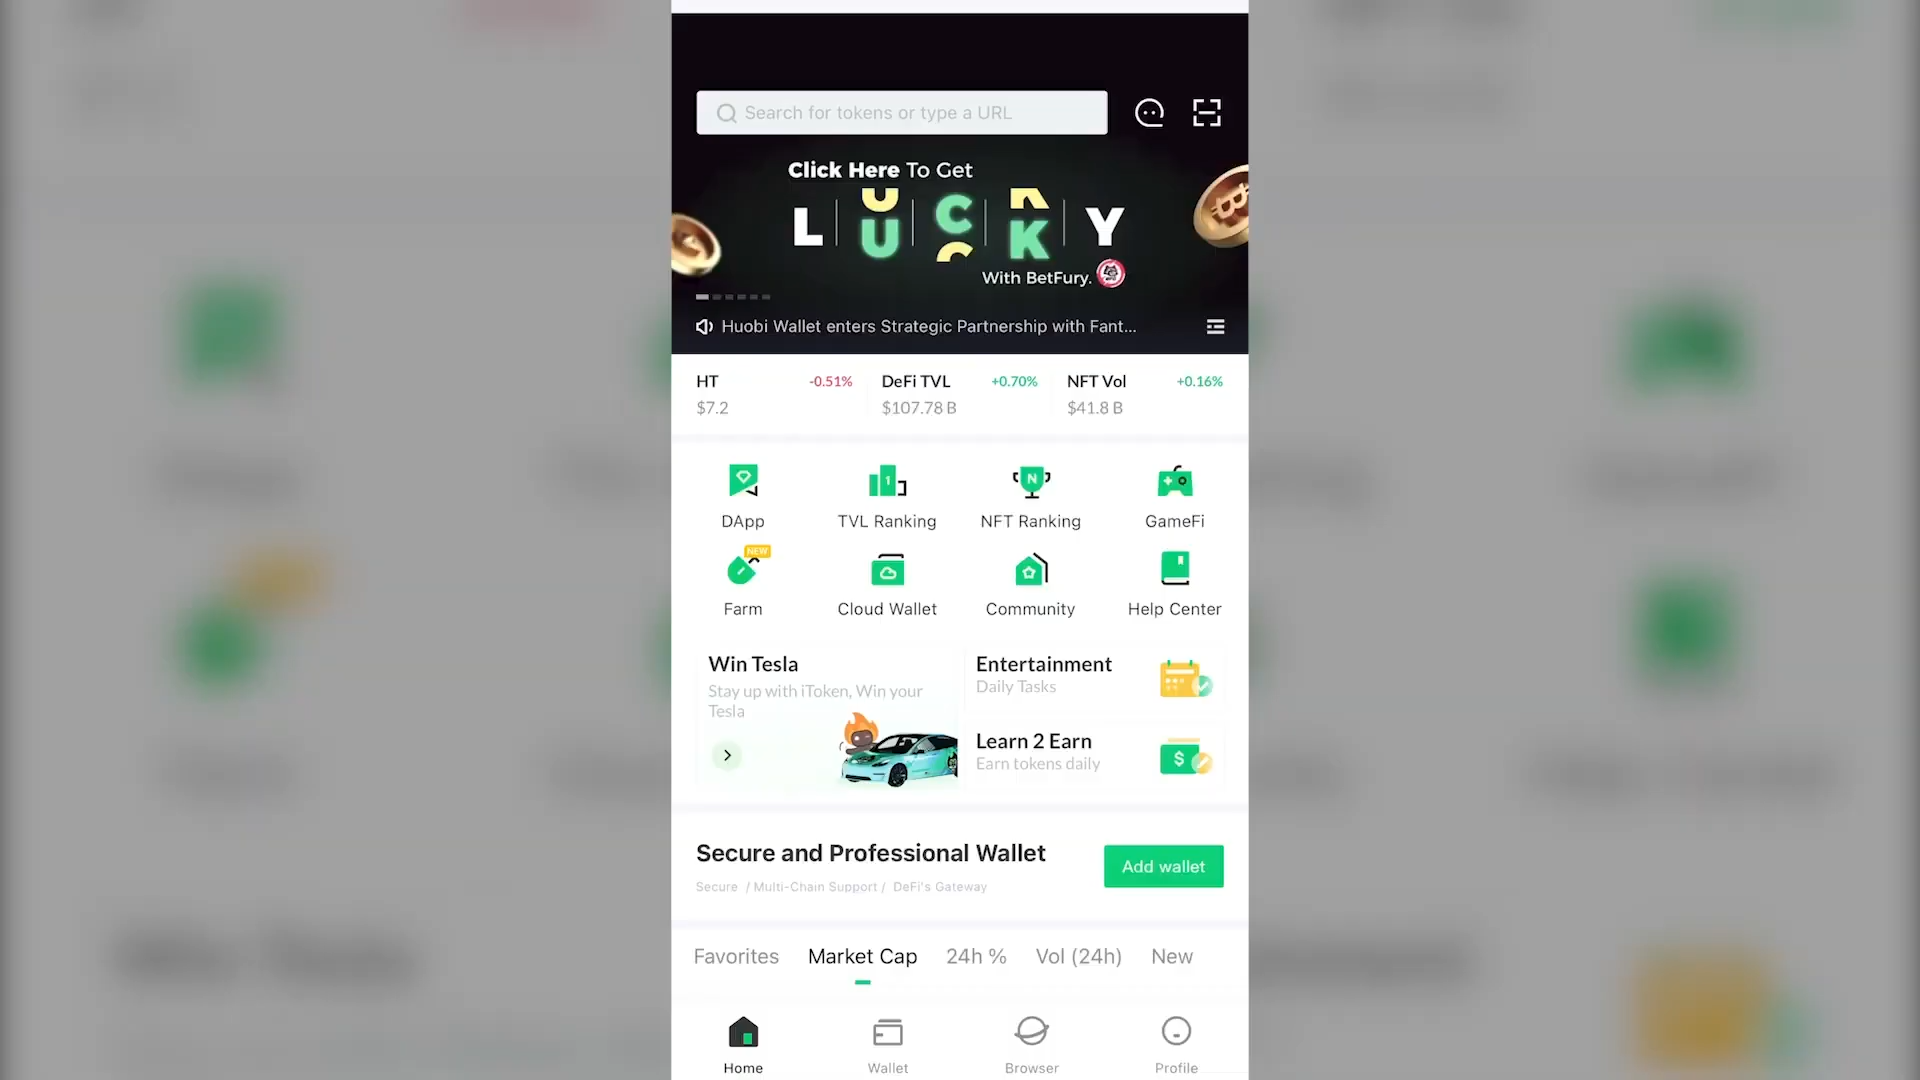 Search for tokens or type a URL
Click Here To Get
LUCKY
With BetFury.
Huobi Wallet enters Strategic Partnership with Fant...
HT -0.51% DeFi TVL +0.70% NFT Vol +0.16%
$7.2 $107.78 B $41.8 B
DApp TVL Ranking NFT Ranking GameFi
NEW
Farm Cloud Wallet Community Help Center
Win Tesla
Stay up with iToken, Win your
Tesla
Entertainment
Daily Tasks
Learn 2 Earn
Earn tokens daily
Secure and Professional Wallet
Secure / Multi-Chain Support / DeFi's Gateway
Add wallet
Favorites Market Cap 24h % Vol (24h) New
Home Wallet Browser Profile